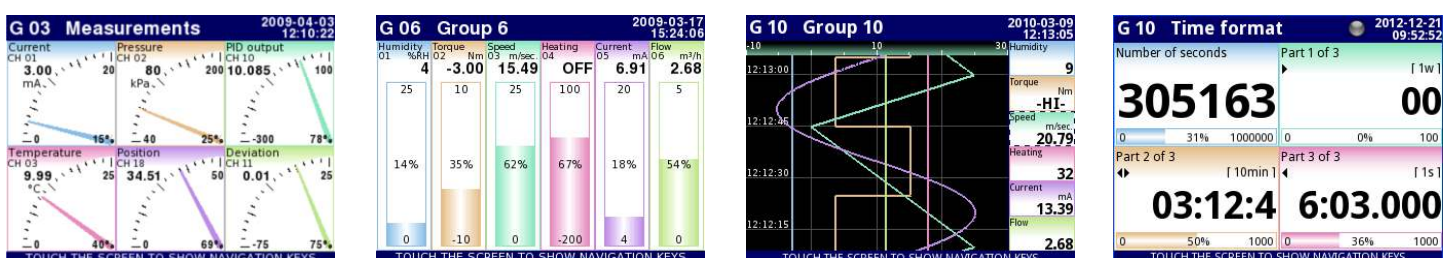 G 03 Measurements 2009-04-03
12:10:22
Current Pressure PID output
CH 01 CH 02 CH 10
3.00 20 80 200 10.085 100
mA kPa
0 15% 40 25% -300 78%
Temperature Position Deviation
CH 03 CH 18 CH 11
9.99 25 34.51 50 0.01 25
°C
0 40% 0 69% -75 75%
TOUCH THE SCREEN TO SHOW NAVIGATION KEYS
G 06 Group 6 2009-03-17
15:24:06
Humidity Torque Speed Heating Current Flow
01 %RH 02 Nm 03 m/sec. 04 05 mA 06 m³/h
4 -3.00 15.49 OFF 6.91 2.68
25 10 25 100 20 5
14% 35% 62% 67% 18% 54%
0 -10 0 -200 4 0
TOUCH THE SCREEN TO SHOW NAVIGATION KEYS
G 10 Group 10 2010-03-09
12:13:05
-10 10 30 Humidity
9
12:13:00
Torque
Nm
-HI-
Speed
12:12:45 m/sec.
20.79
Heating
12:12:30 32
Current
mA
13.39
12:12:15 Flow
2.68
TOUCH THE SCREEN TO SHOW NAVIGATION KEYS
G 10 Time format 2012-12-21
09:52:52
Number of seconds Part 1 of 3
[ 1w ]
305163 00
0 31% 1000000 0 0% 100
Part 2 of 3 Part 3 of 3
[ 10min ] [ 1s ]
03:12:4 6:03.000
0 50% 1000 0 36% 1000
TOUCH THE SCREEN TO SHOW NAVIGATION KEYS